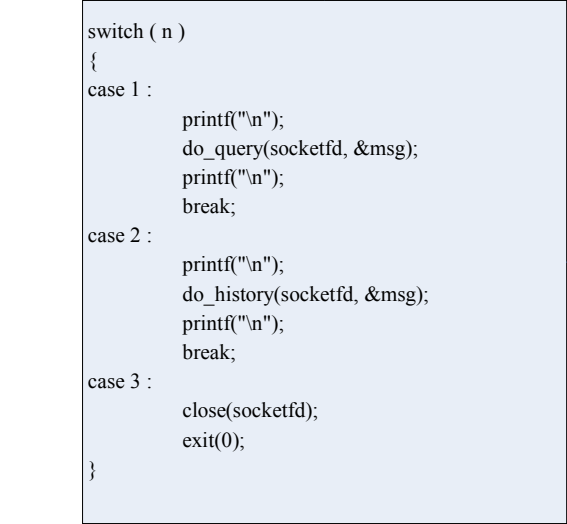 switch ( n )
{
case 1 :
printf("\n");
do_query(socketfd, &msg);
printf("\n");
break;
case 2 :
printf("\n");
do_history(socketfd, &msg);
printf("\n");
break;
case 3 :
close(socketfd);
exit(0);
}